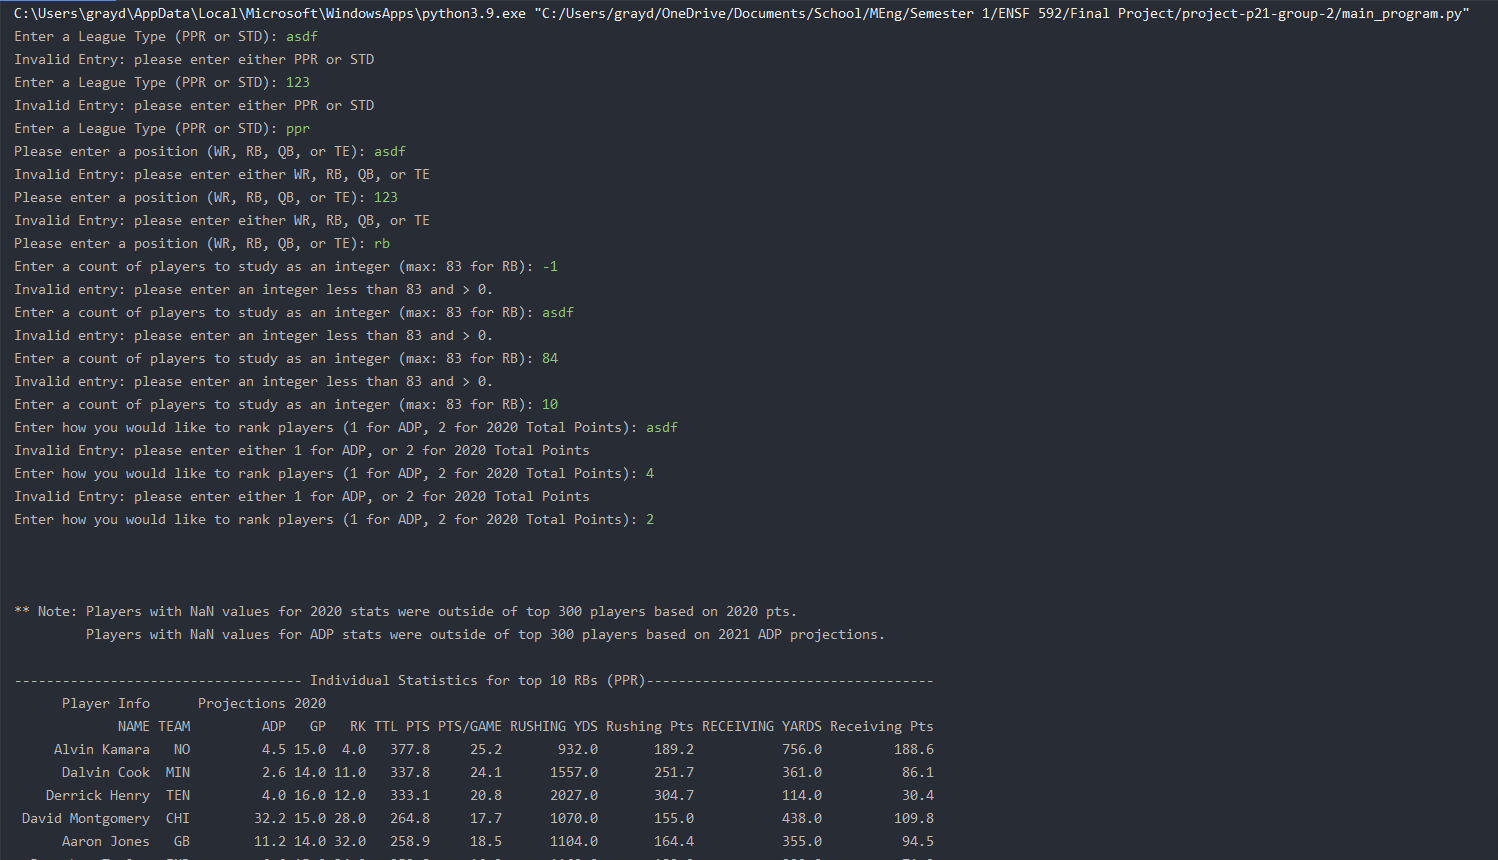 C:\Users\grayd\AppData\Local\Microsoft\WindowsApps\python3.9.exe "C:/Users/grayd/OneDrive/Documents/School/MEng/Semester 1/ENSF 592/Final Project/project-p21-group-2/main_program.py"
Enter a League Type (PPR or STD): asdf
Invalid Entry: please enter either PPR or STD
Enter a League Type (PPR or STD): 123
Invalid Entry: please enter either PPR or STD
Enter a League Type (PPR or STD): ppr
Please enter a position (WR, RB, QB, or TE): asdf
Invalid Entry: please enter either WR, RB, QB, or TE
Please enter a position (WR, RB, QB, or TE): 123
Invalid Entry: please enter either WR, RB, QB, or TE
Please enter a position (WR, RB, QB, or TE): rb
Enter a count of players to study as an integer (max: 83 for RB): -1
Invalid entry: please enter an integer less than 83 and > 0.
Enter a count of players to study as an integer (max: 83 for RB): asdf
Invalid entry: please enter an integer less than 83 and > 0.
Enter a count of players to study as an integer (max: 83 for RB): 84
Invalid entry: please enter an integer less than 83 and > 0.
Enter a count of players to study as an integer (max: 83 for RB): 10
Enter how you would like to rank players (1 for ADP, 2 for 2020 Total Points): asdf
Invalid Entry: please enter either 1 for ADP, or 2 for 2020 Total Points
Enter how you would like to rank players (1 for ADP, 2 for 2020 Total Points): 4
Invalid Entry: please enter either 1 for ADP, or 2 for 2020 Total Points
Enter how you would like to rank players (1 for ADP, 2 for 2020 Total Points): 2
** Note: Players with NaN values for 2020 stats were outside of top 300 players based on 2020 pts.
Players with NaN values for ADP stats were outside of top 300 players based on 2021 ADP projections.
------------------------------------ Individual Statistics for top 10 RBs (PPR)------------------------------------
Player Info Projections 2020
NAME TEAM ADP GP RK TTL PTS PTS/GAME RUSHING YDS Rushing Pts RECEIVING YARDS Receiving Pts
Alvin Kamara NO 4.5 15.0 4.0 377.8 25.2 932.0 189.2 756.0 188.6
Dalvin Cook MIN 2.6 14.0 11.0 337.8 24.1 1557.0 251.7 361.0 86.1
Derrick Henry TEN 4.0 16.0 12.0 333.1 20.8 2027.0 304.7 114.0 30.4
David Montgomery CHI 32.2 15.0 28.0 264.8 17.7 1070.0 155.0 438.0 109.8
Aaron Jones GB 11.2 14.0 32.0 258.9 18.5 1104.0 164.4 355.0 94.5